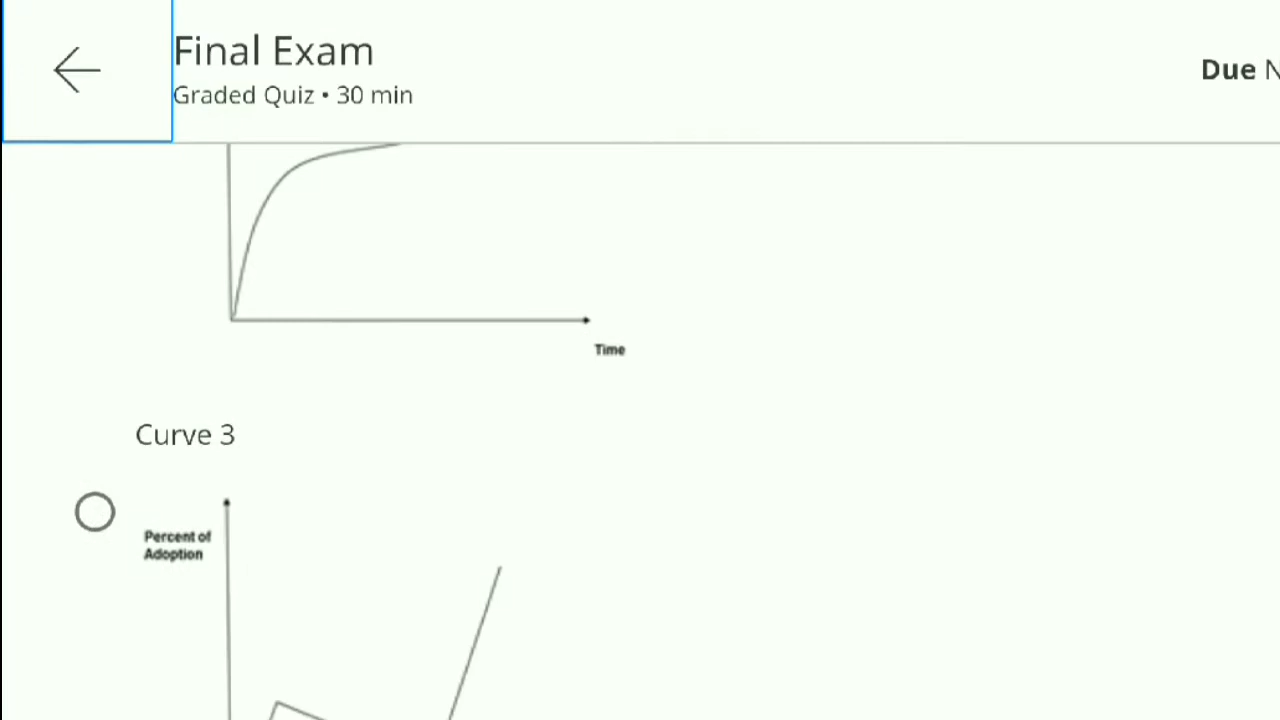 Final Exam
Graded Quiz • 30 min
Due
Time
Curve 3
Percent of
Adoption